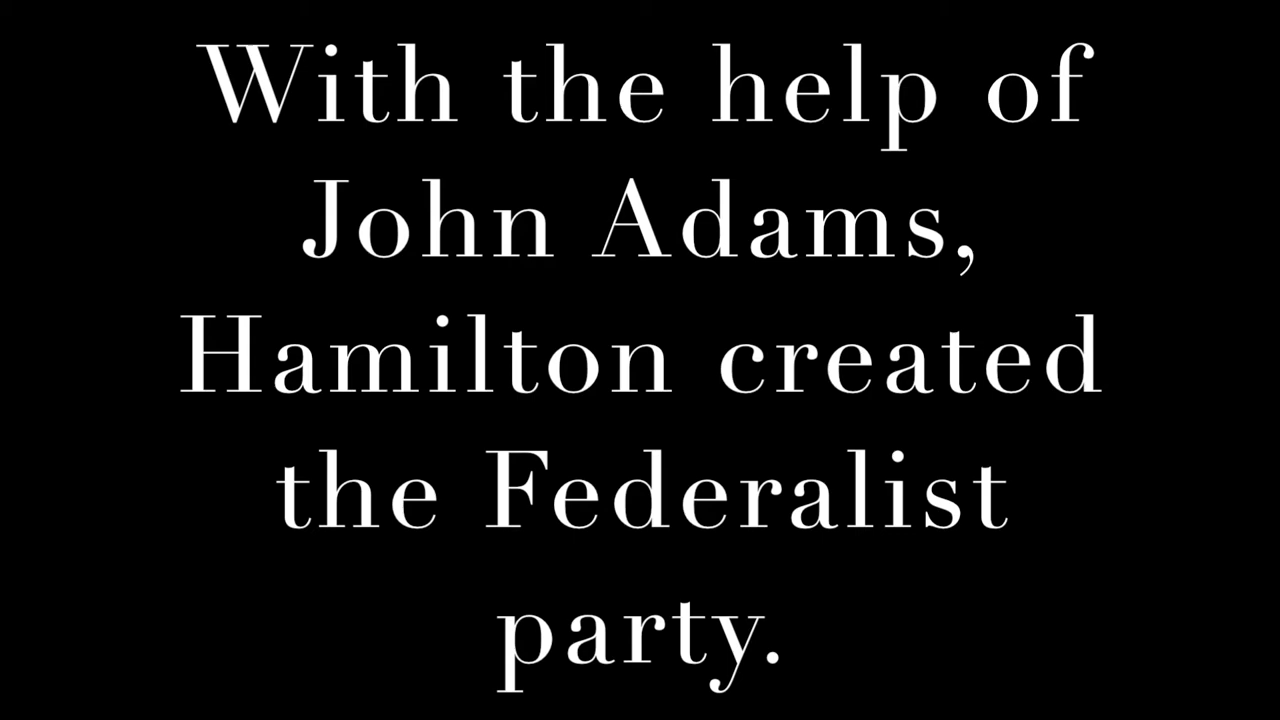 With the help of
John Adams,
Hamilton created
the Federalist
party.